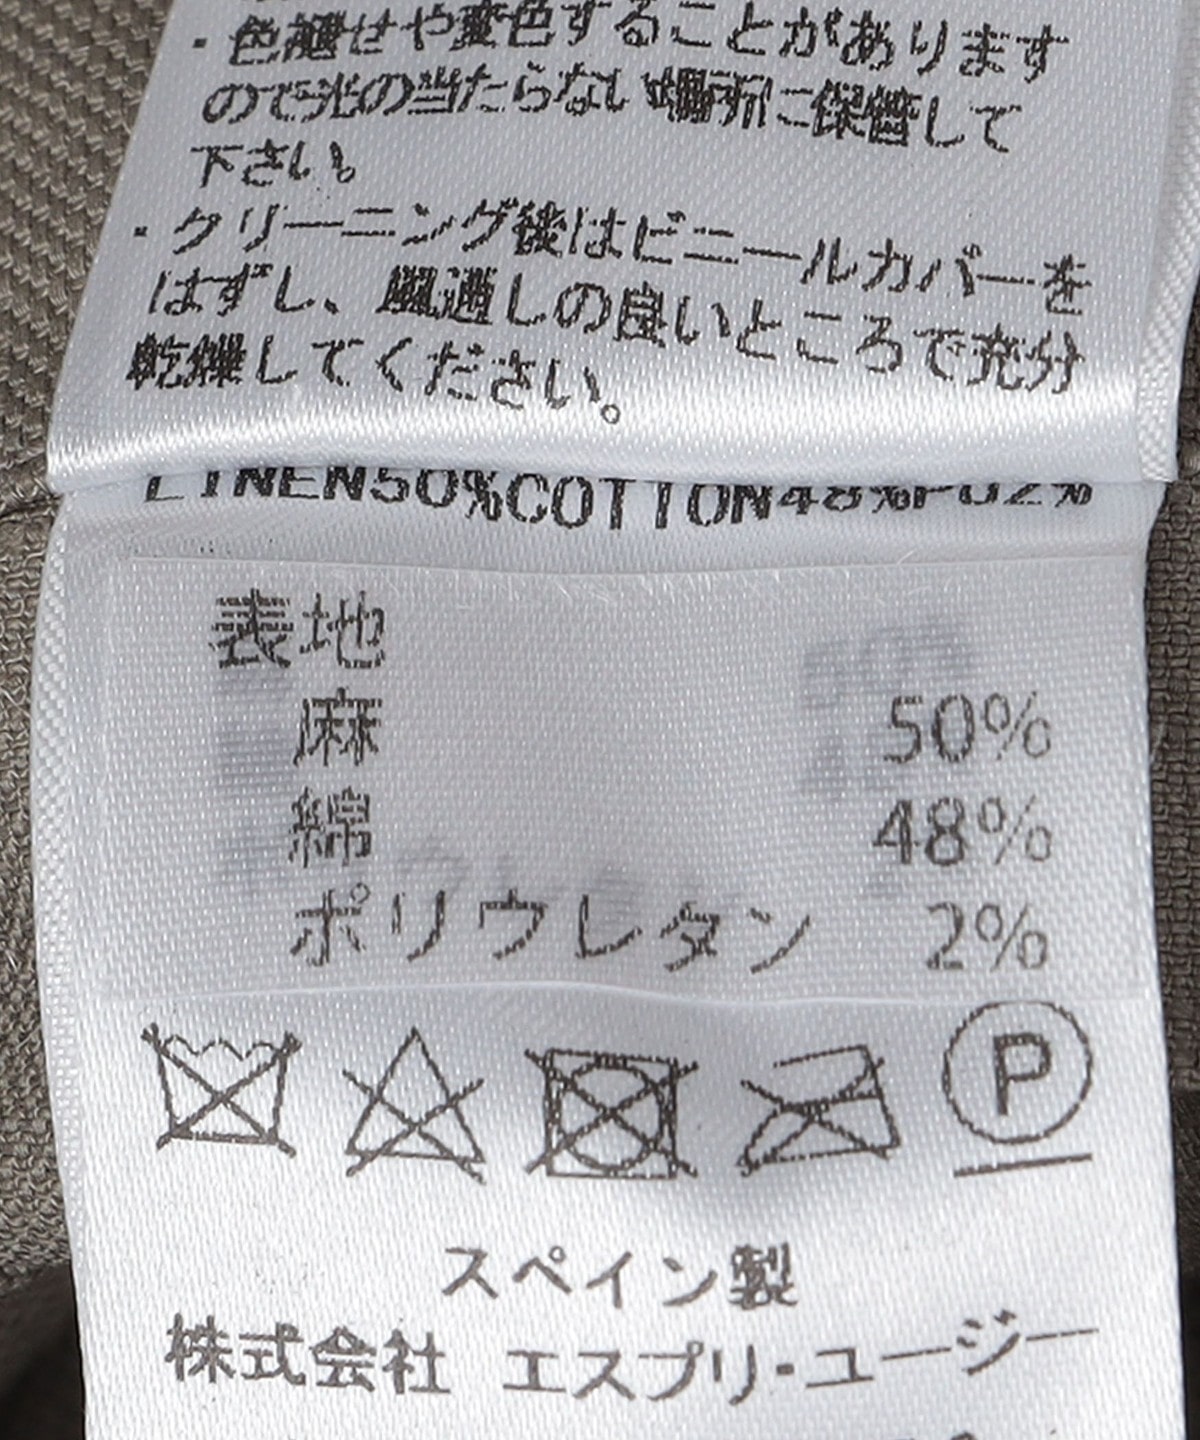 ・色褪せや変色することがあります
ので光の当たらない場所に保管して
下さい。
・クリーニング後はビニールカバーを
はずし、風通しの良いところで充分
乾燥してください。
LINEN50%COTTON48%PU2%
表地
麻 50%
綿 48%
ポリウレタン 2%
P
スペイン製
株式会社 エスプリ・ユージー